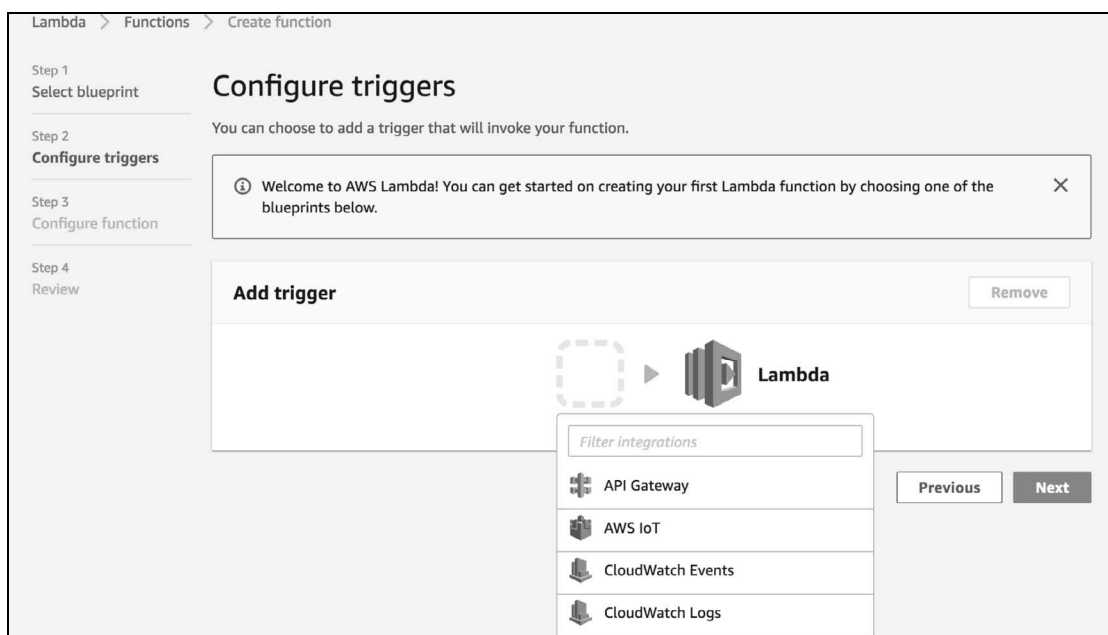 Lambda > Functions > Create function
Step 1
Select blueprint
Step 2
Configure triggers
Step 3
Configure function
Step 4
Review
Configure triggers
You can choose to add a trigger that will invoke your function.
Welcome to AWS Lambda! You can get started on creating your first Lambda function by choosing one of the
blueprints below.
Add trigger
Remove
Lambda
Filter integrations
API Gateway
AWS IoT
CloudWatch Events
CloudWatch Logs
Previous
Next